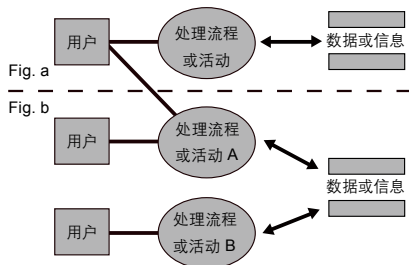 用户
处理流程
或活动
数据或信息
Fig. a
Fig. b
用户
处理流程
或活动 A
数据或信息
用户
处理流程
或活动 B